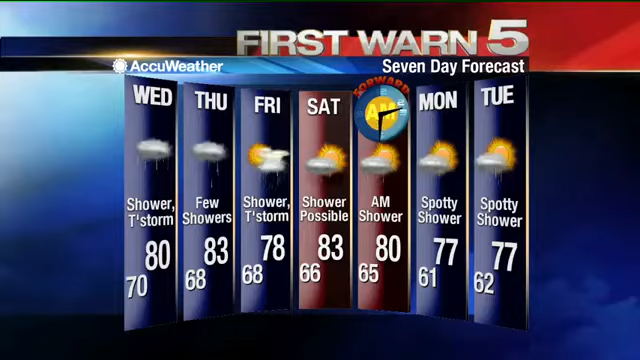 FIRST WARN 5
AccuWeather
Seven Day Forecast
WED
Shower,
T'storm
80
70
THU
Few
Showers
83
68
FRI
Shower,
T'storm
78
68
SAT
Shower
Possible
83
66
FORWARD
AM
AM
Shower
80
65
MON
Spotty
Shower
77
61
TUE
Spotty
Shower
77
62